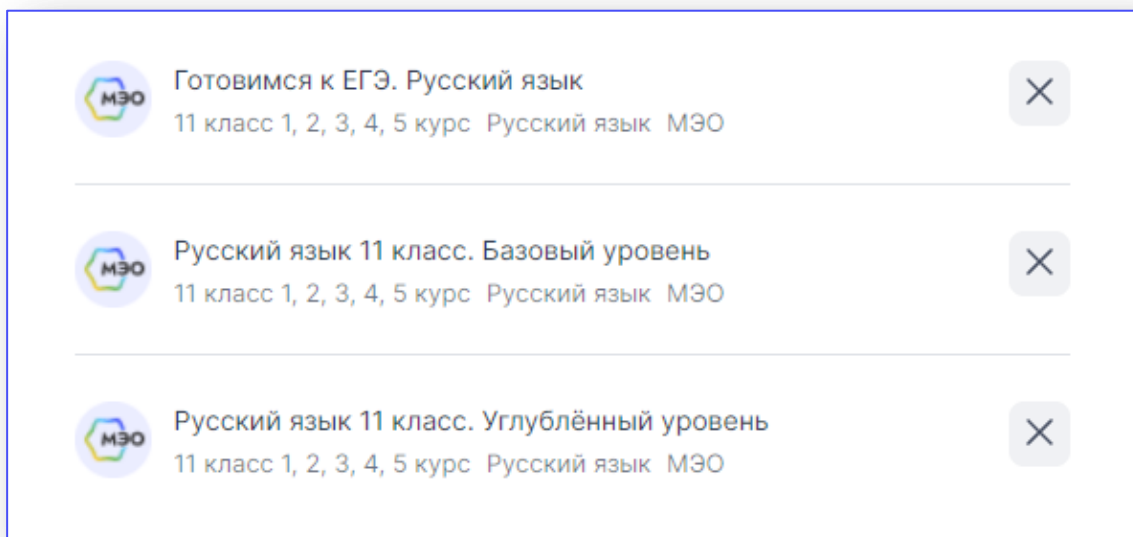 МЭО
Готовимся к ЕГЭ. Русский язык
11 класс 1, 2, 3, 4, 5 курс Русский язык МЭО
МЭО
Русский язык 11 класс. Базовый уровень
11 класс 1, 2, 3, 4, 5 курс Русский язык МЭО
МЭО
Русский язык 11 класс. Углублённый уровень
11 класс 1, 2, 3, 4, 5 курс Русский язык МЭО